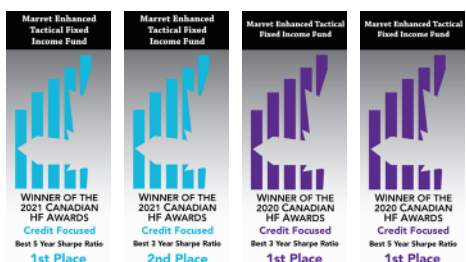 Marret Enhanced
Tactical Fixed
Income Fund
WINNER OF THE
2021 CANADIAN
HF AWARDS
Credit Focused
Best 5 Year Sharpe Ratio
1st Place
Marret Enhanced
Tactical Fixed
Income Fund
WINNER OF THE
2021 CANADIAN
HF AWARDS
Credit Focused
Best 3 Year Sharpe Ratio
2nd Place
Marret Enhanced Tactical
Fixed Income Fund
WINNER OF THE
2020 CANADIAN
HF AWARDS
Credit Focused
Best 3 Year Sharpe Ratio
1st Place
Marret Enhanced Tactical
Fixed Income Fund
WINNER OF THE
2020 CANADIAN
HF AWARDS
Credit Focused
Best 5 Year Sharpe Ratio
1st Place